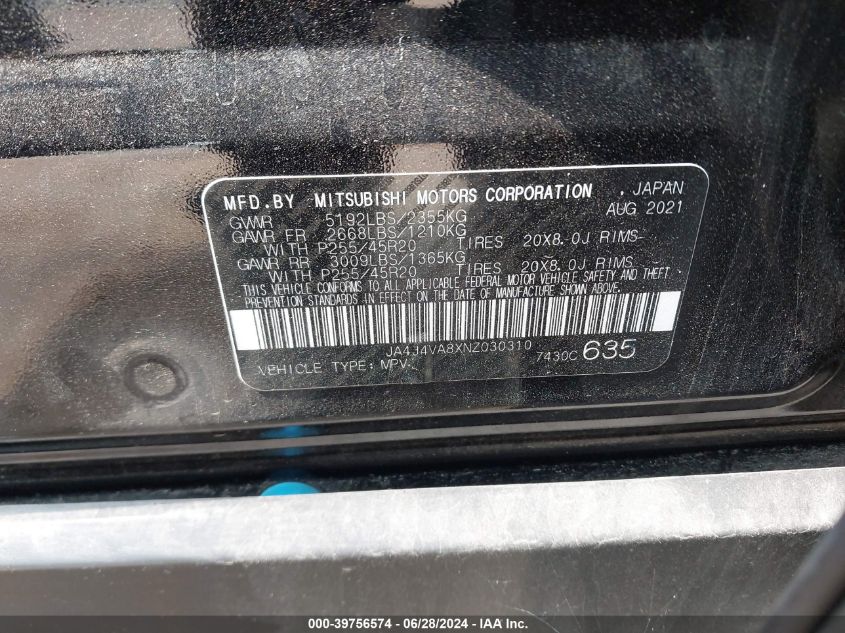 MFD.BY MITSUBISHI MOTORS CORPORATION , JAPAN
GVWR 5192LBS/2355KG AUG 2021
GAWR FR 2668LBS/1210KG
WITH P255/45R20 TIRES 20X8.0J RIMS
GAWR RR 3009LBS/1365KG
WITH P255/45R20 TIRES 20X8.0J RIMS
THIS VEHICLE CONFORMS TO ALL APPLICABLE FEDERAL MOTOR VEHICLE SAFETY AND THEFT
PREVENTION STANDARDS IN EFFECT ON THE DATE OF MANUFACTURE SHOWN ABOVE.
JA4J4VA8XNZ030310 7430C 635
VEHICLE TYPE: MPV
000-39756574 | 06/28/2024 - IAA Inc.